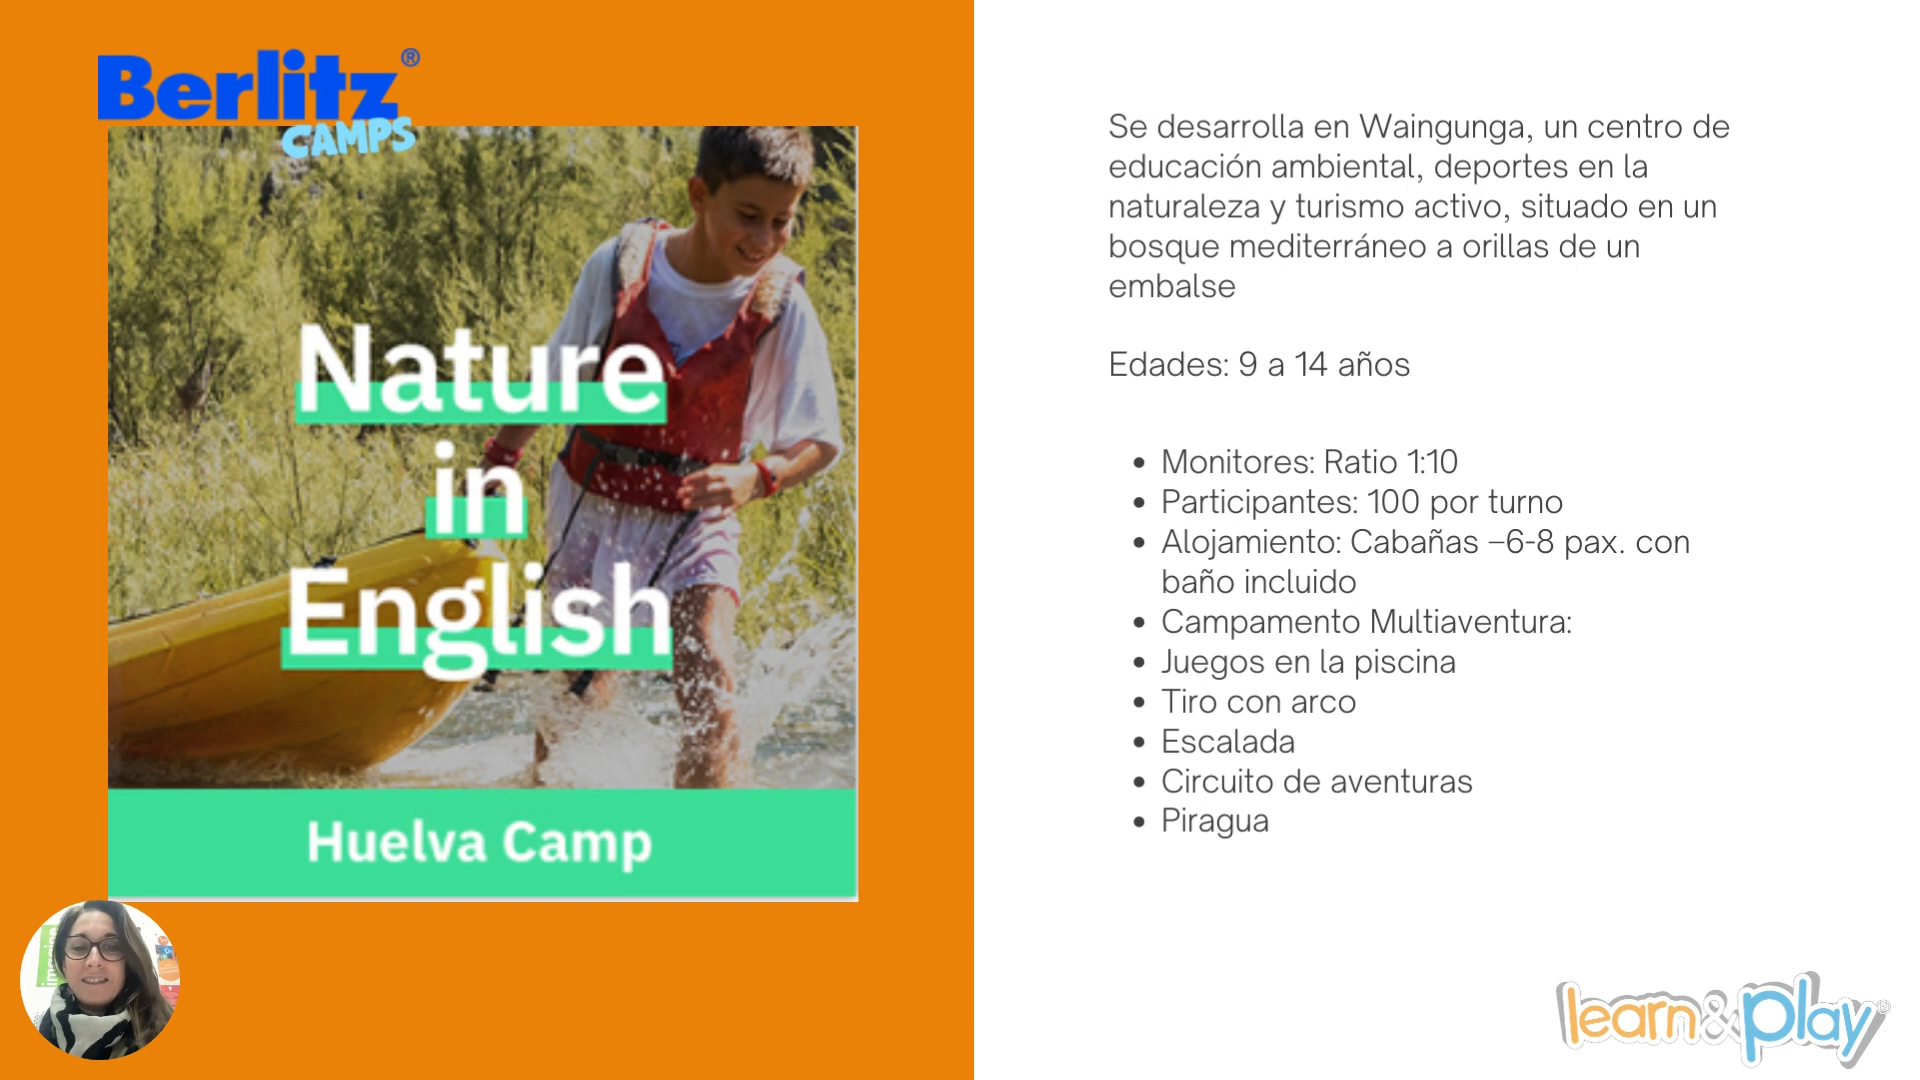 Berlitz®
CAMPS
Nature
in
English
Huelva Camp
imagine
Se desarrolla en Waingunga, un centro de
educación ambiental, deportes en la
naturaleza y turismo activo, situado en un
bosque mediterráneo a orillas de un
embalse
Edades: 9 a 14 años
• Monitores: Ratio 1:10
• Participantes: 100 por turno
• Alojamiento: Cabañas –6-8 pax. con
baño incluido
• Campamento Multiaventura:
• Juegos en la piscina
• Tiro con arco
• Escalada
• Circuito de aventuras
• Piragua
learn&play®